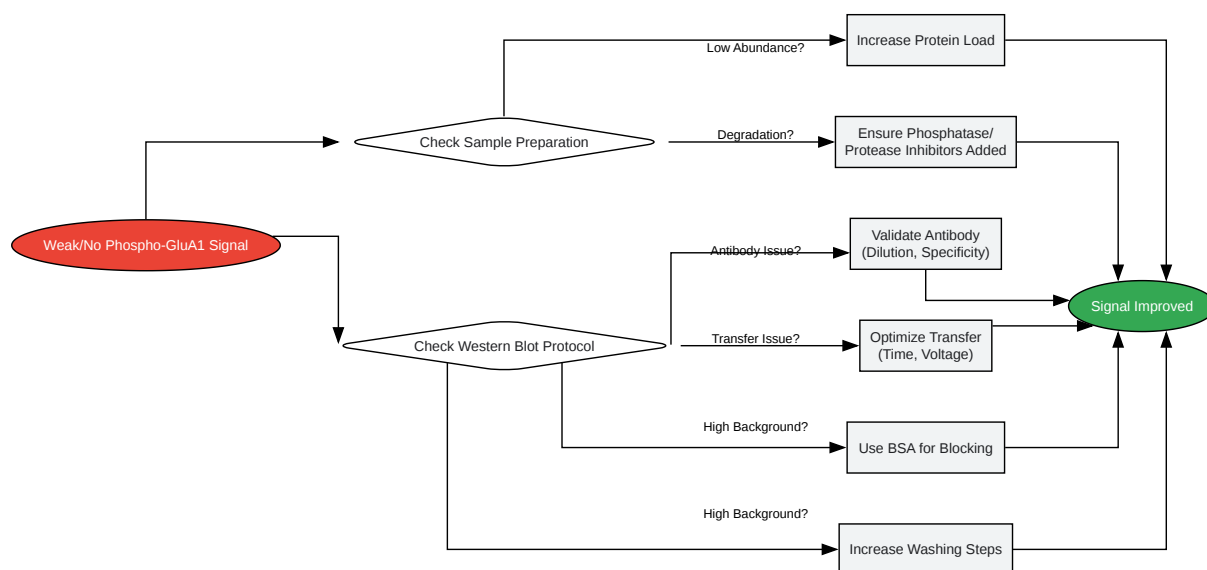 Low Abundance?
Increase Protein Load
Check Sample Preparation
Degradation?
Ensure Phosphatase/
Protease Inhibitors Added
Weak/No Phospho-GluA1 Signal
Antibody Issue?
Validate Antibody
(Dilution, Specificity)
Signal Improved
Check Western Blot Protocol
Transfer Issue?
Optimize Transfer
(Time, Voltage)
High Background?
Use BSA for Blocking
High Background?
Increase Washing Steps